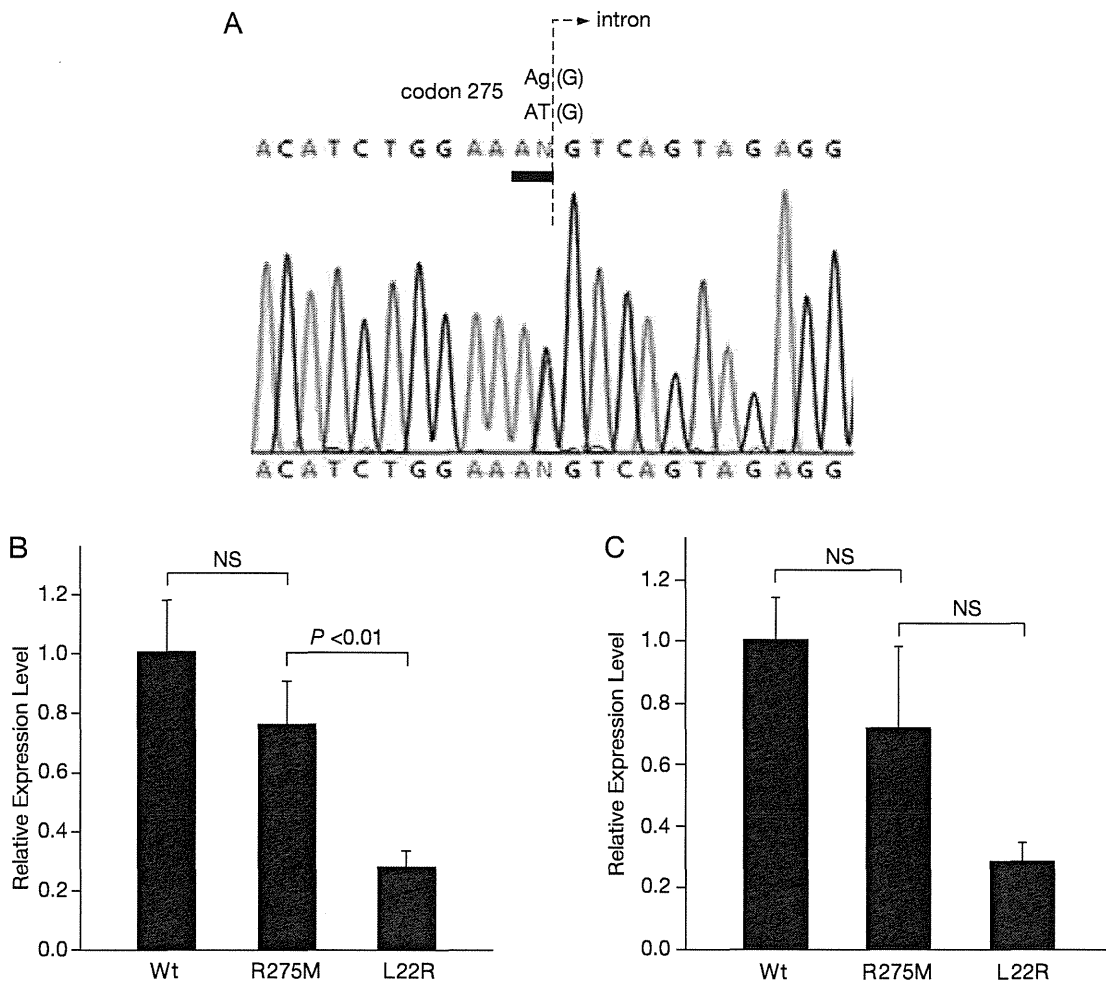 A
intron
codon 275
Ag (G)
AT (G)
A C A T C T G G A A A N G T C A G T A G A G G
A C A T C T G G A A A N G T C A G T A G A G G
B
Relative Expression Level
1.2
1.0
0.8
0.6
0.4
0.2
0.0
NS
P <0.01
Wt
R275M
L22R
C
Relative Expression Level
1.2
1.0
0.8
0.6
0.4
0.2
0.0
NS
NS
Wt
R275M
L22R